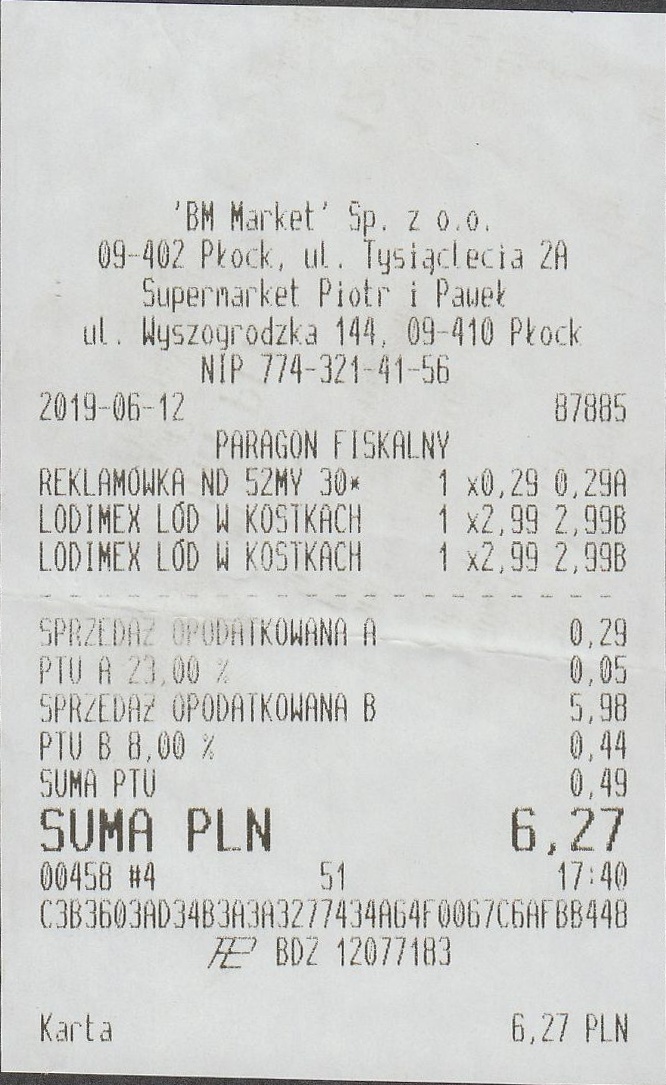 'BM Market' Sp. z o.o.
09-402 Płock, ul. Tysiąclecia 2A
Supermarket Piotr i Paweł
ul. Wyszogrodzka 144, 09-410 Płock
NIP 774-321-41-56
2019-06-12 87885
PARAGON FISKALNY
REKLAMÓWKA ND 52MY 30* 1 x0,29 0,29A
LODIMEX LÓD W KOSTKACH 1 x2,99 2,99B
LODIMEX LÓD W KOSTKACH 1 x2,99 2,99B
SPRZEDAŻ OPODATKOWANA A 0,29
PTU A 23,00 % 0,05
SPRZEDAŻ OPODATKOWANA B 5,98
PTU B 8,00 % 0,44
SUMA PTU 0,49
SUMA PLN 6,27
00458 #4 51 17:40
C3B3603AD34B3A3A3277434A64F0067C6AFBB448
BDZ 12077183
Karta 6,27 PLN